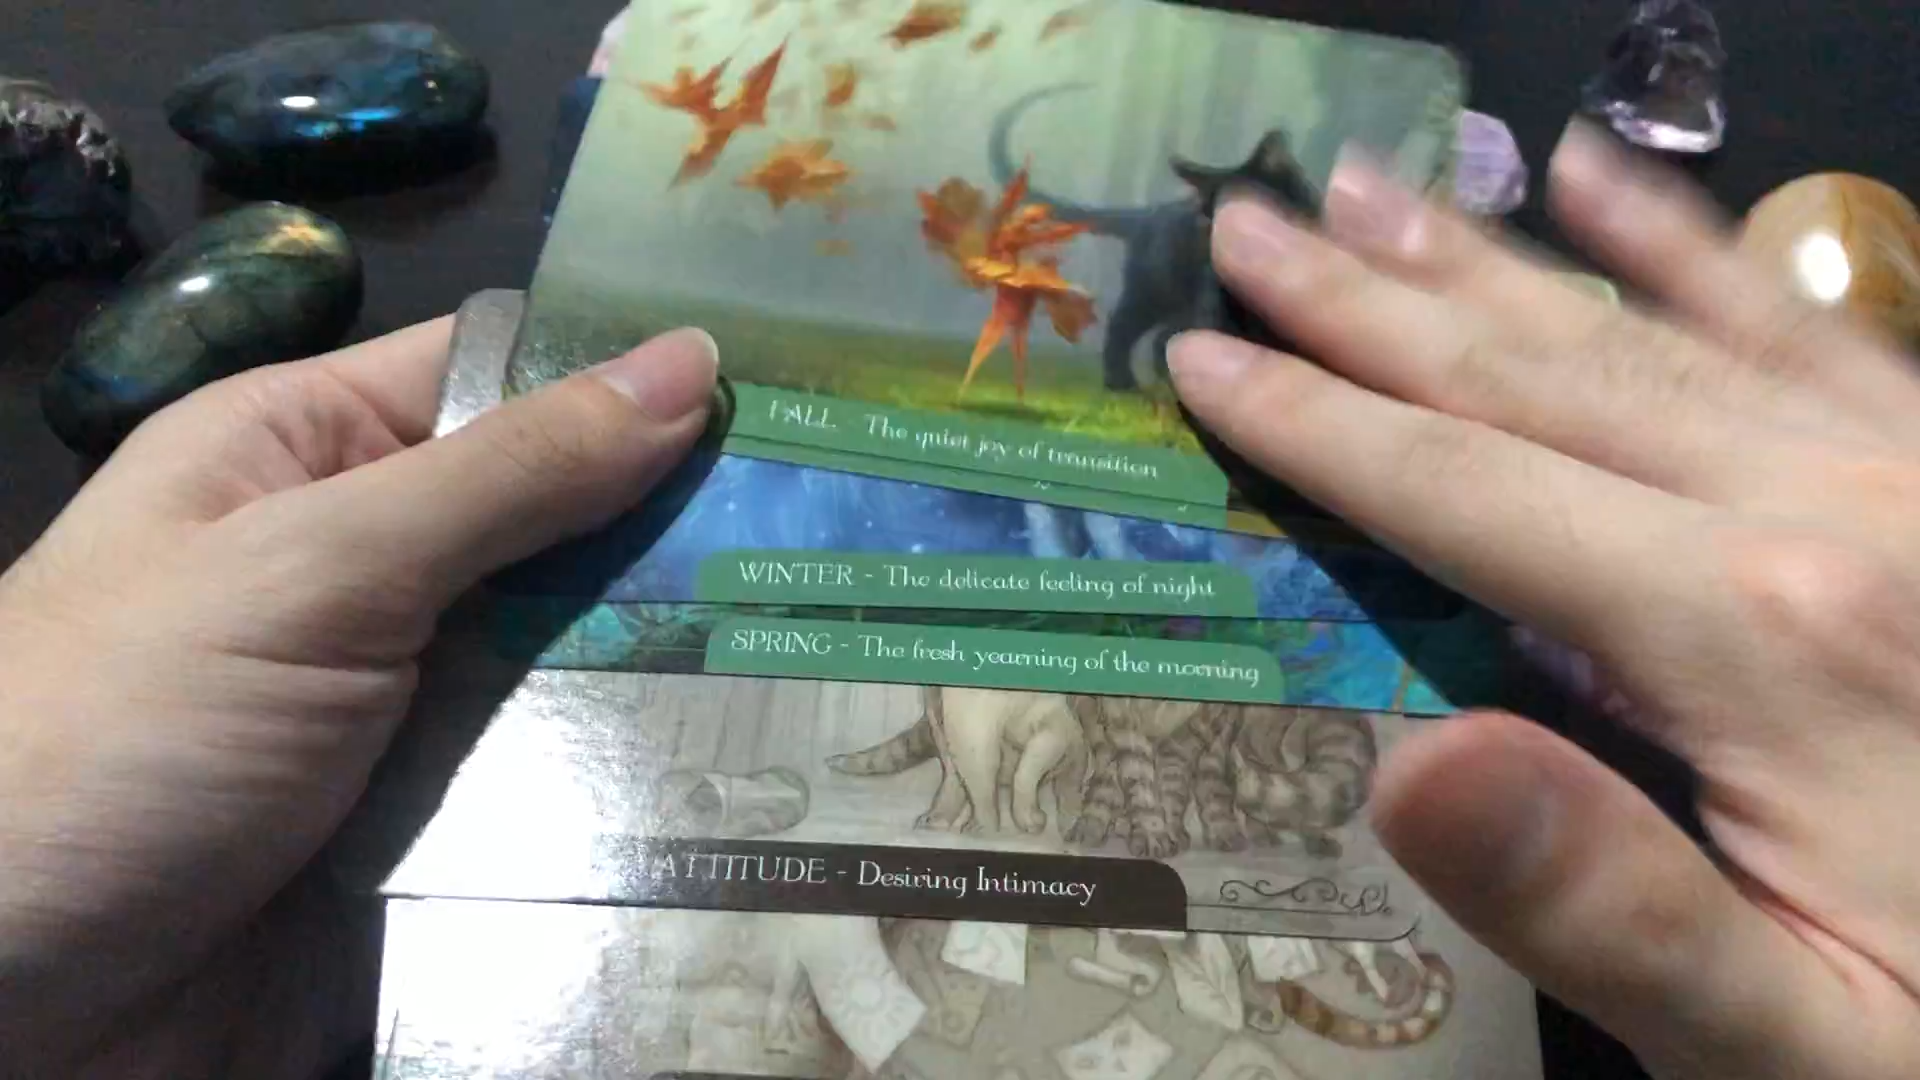 FALL - The quiet joy of transition
WINTER - The delicate feeling of night
SPRING - The fresh yearning of the morning
ATTITUDE - Desiring Intimacy